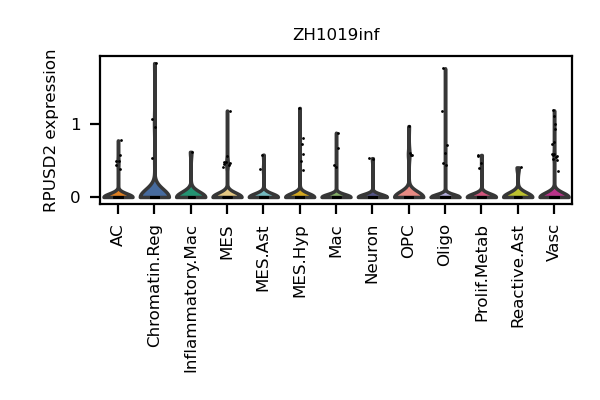 ZH1019inf
RPUSD2 expression
1
0
AC
Chromatin.Reg
Inflammatory.Mac
MES
MES.Ast
MES.Hyp
Mac
Neuron
OPC
Oligo
Prolif.Metab
Reactive.Ast
Vasc